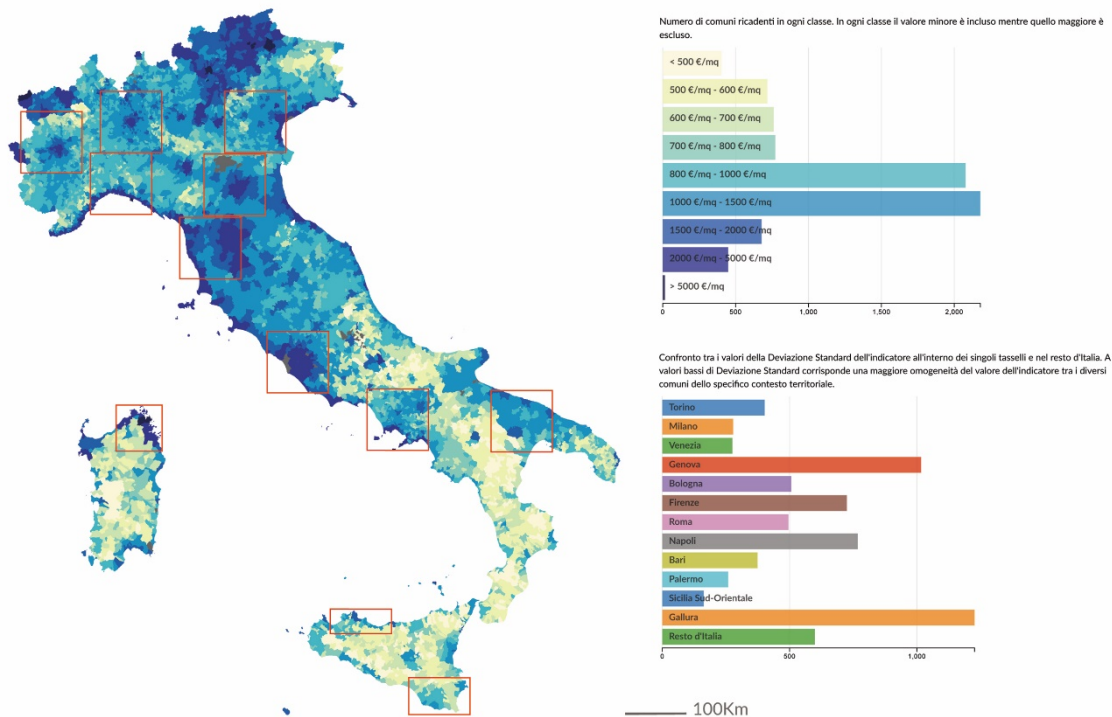 Numero di comuni ricadenti in ogni classe. In ogni classe il valore minore è incluso mentre quello maggiore è
escluso.
< 500 €/mq
500 €/mq - 600 €/mq
600 €/mq - 700 €/mq
700 €/mq - 800 €/mq
800 €/mq - 1000 €/mq
1000 €/mq - 1500 €/mq
1500 €/mq - 2000 €/mq
2000 €/mq - 5000 €/mq
> 5000 €/mq
0 500 1,000 1,500 2,000
Confronto tra i valori della Deviazione Standard dell'indicatore all'interno dei singoli tasselli e nel resto d'Italia. A
valori bassi di Deviazione Standard corrisponde una maggiore omogeneità del valore dell'indicatore tra i diversi
comuni dello specifico contesto territoriale.
Torino
Milano
Venezia
Genova
Bologna
Firenze
Roma
Napoli
Bari
Palermo
Sicilia Sud-Orientale
Gallura
Resto d'Italia
0 500 1,000
100Km